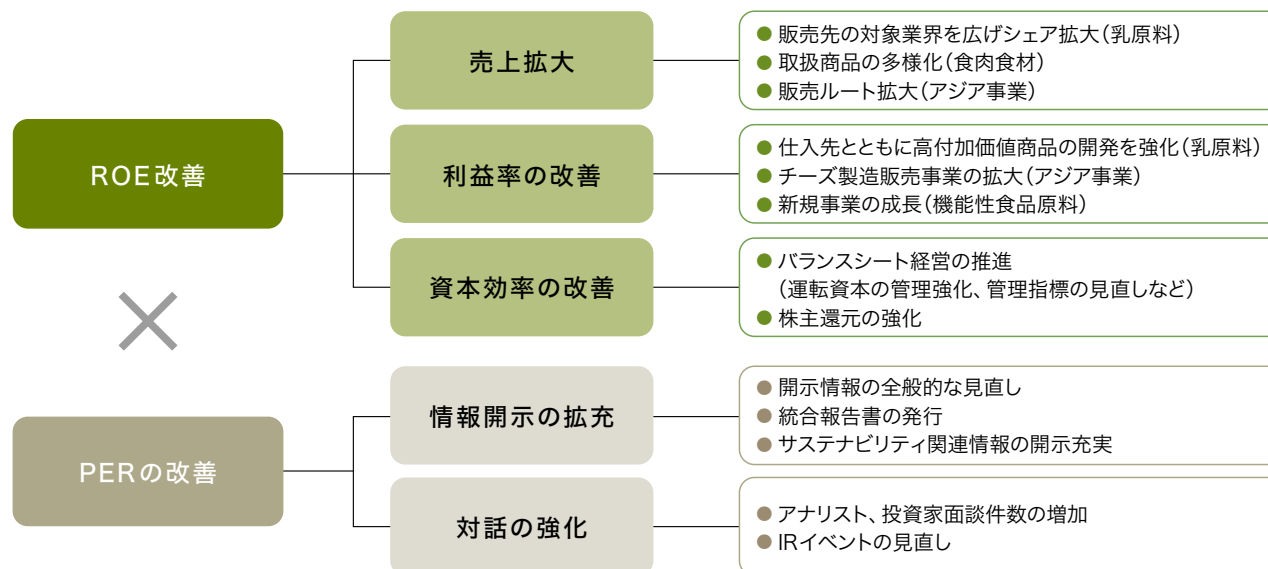 ROE改善
売上拡大
● 販売先の対象業界を広げシェア拡大(乳原料)
● 取扱商品の多様化(食肉食材)
● 販売ルート拡大(アジア事業)
利益率の改善
● 仕入先とともに高付加価値商品の開発を強化(乳原料)
● チーズ製造販売事業の拡大(アジア事業)
● 新規事業の成長(機能性食品原料)
資本効率の改善
● バランスシート経営の推進
(運転資本の管理強化、管理指標の見直しなど)
● 株主還元の強化
×
PERの改善
情報開示の拡充
● 開示情報の全般的な見直し
● 統合報告書の発行
● サステナビリティ関連情報の開示充実
対話の強化
● アナリスト、投資家面談件数の増加
● IRイベントの見直し